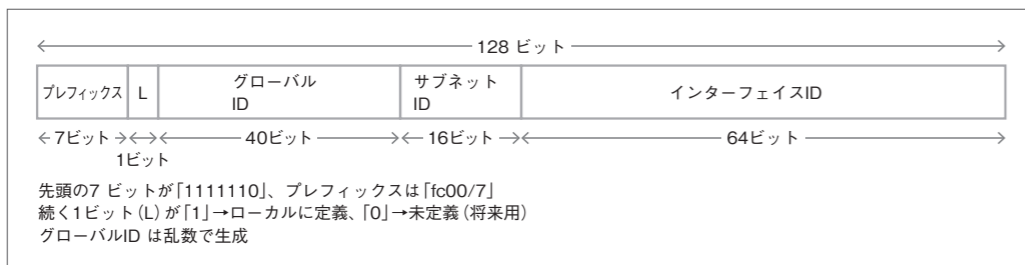 128 ビット
プレフィックス
L
グローバル
ID
サブネット
ID
インターフェイスID
7ビット
1ビット
40ビット
16ビット
64ビット
先頭の7 ビットが「1111110」、プレフィックスは「fc00/7」
続く1ビット(L)が「1」→ローカルに定義、「0」→未定義(将来用)
グローバルID は乱数で生成